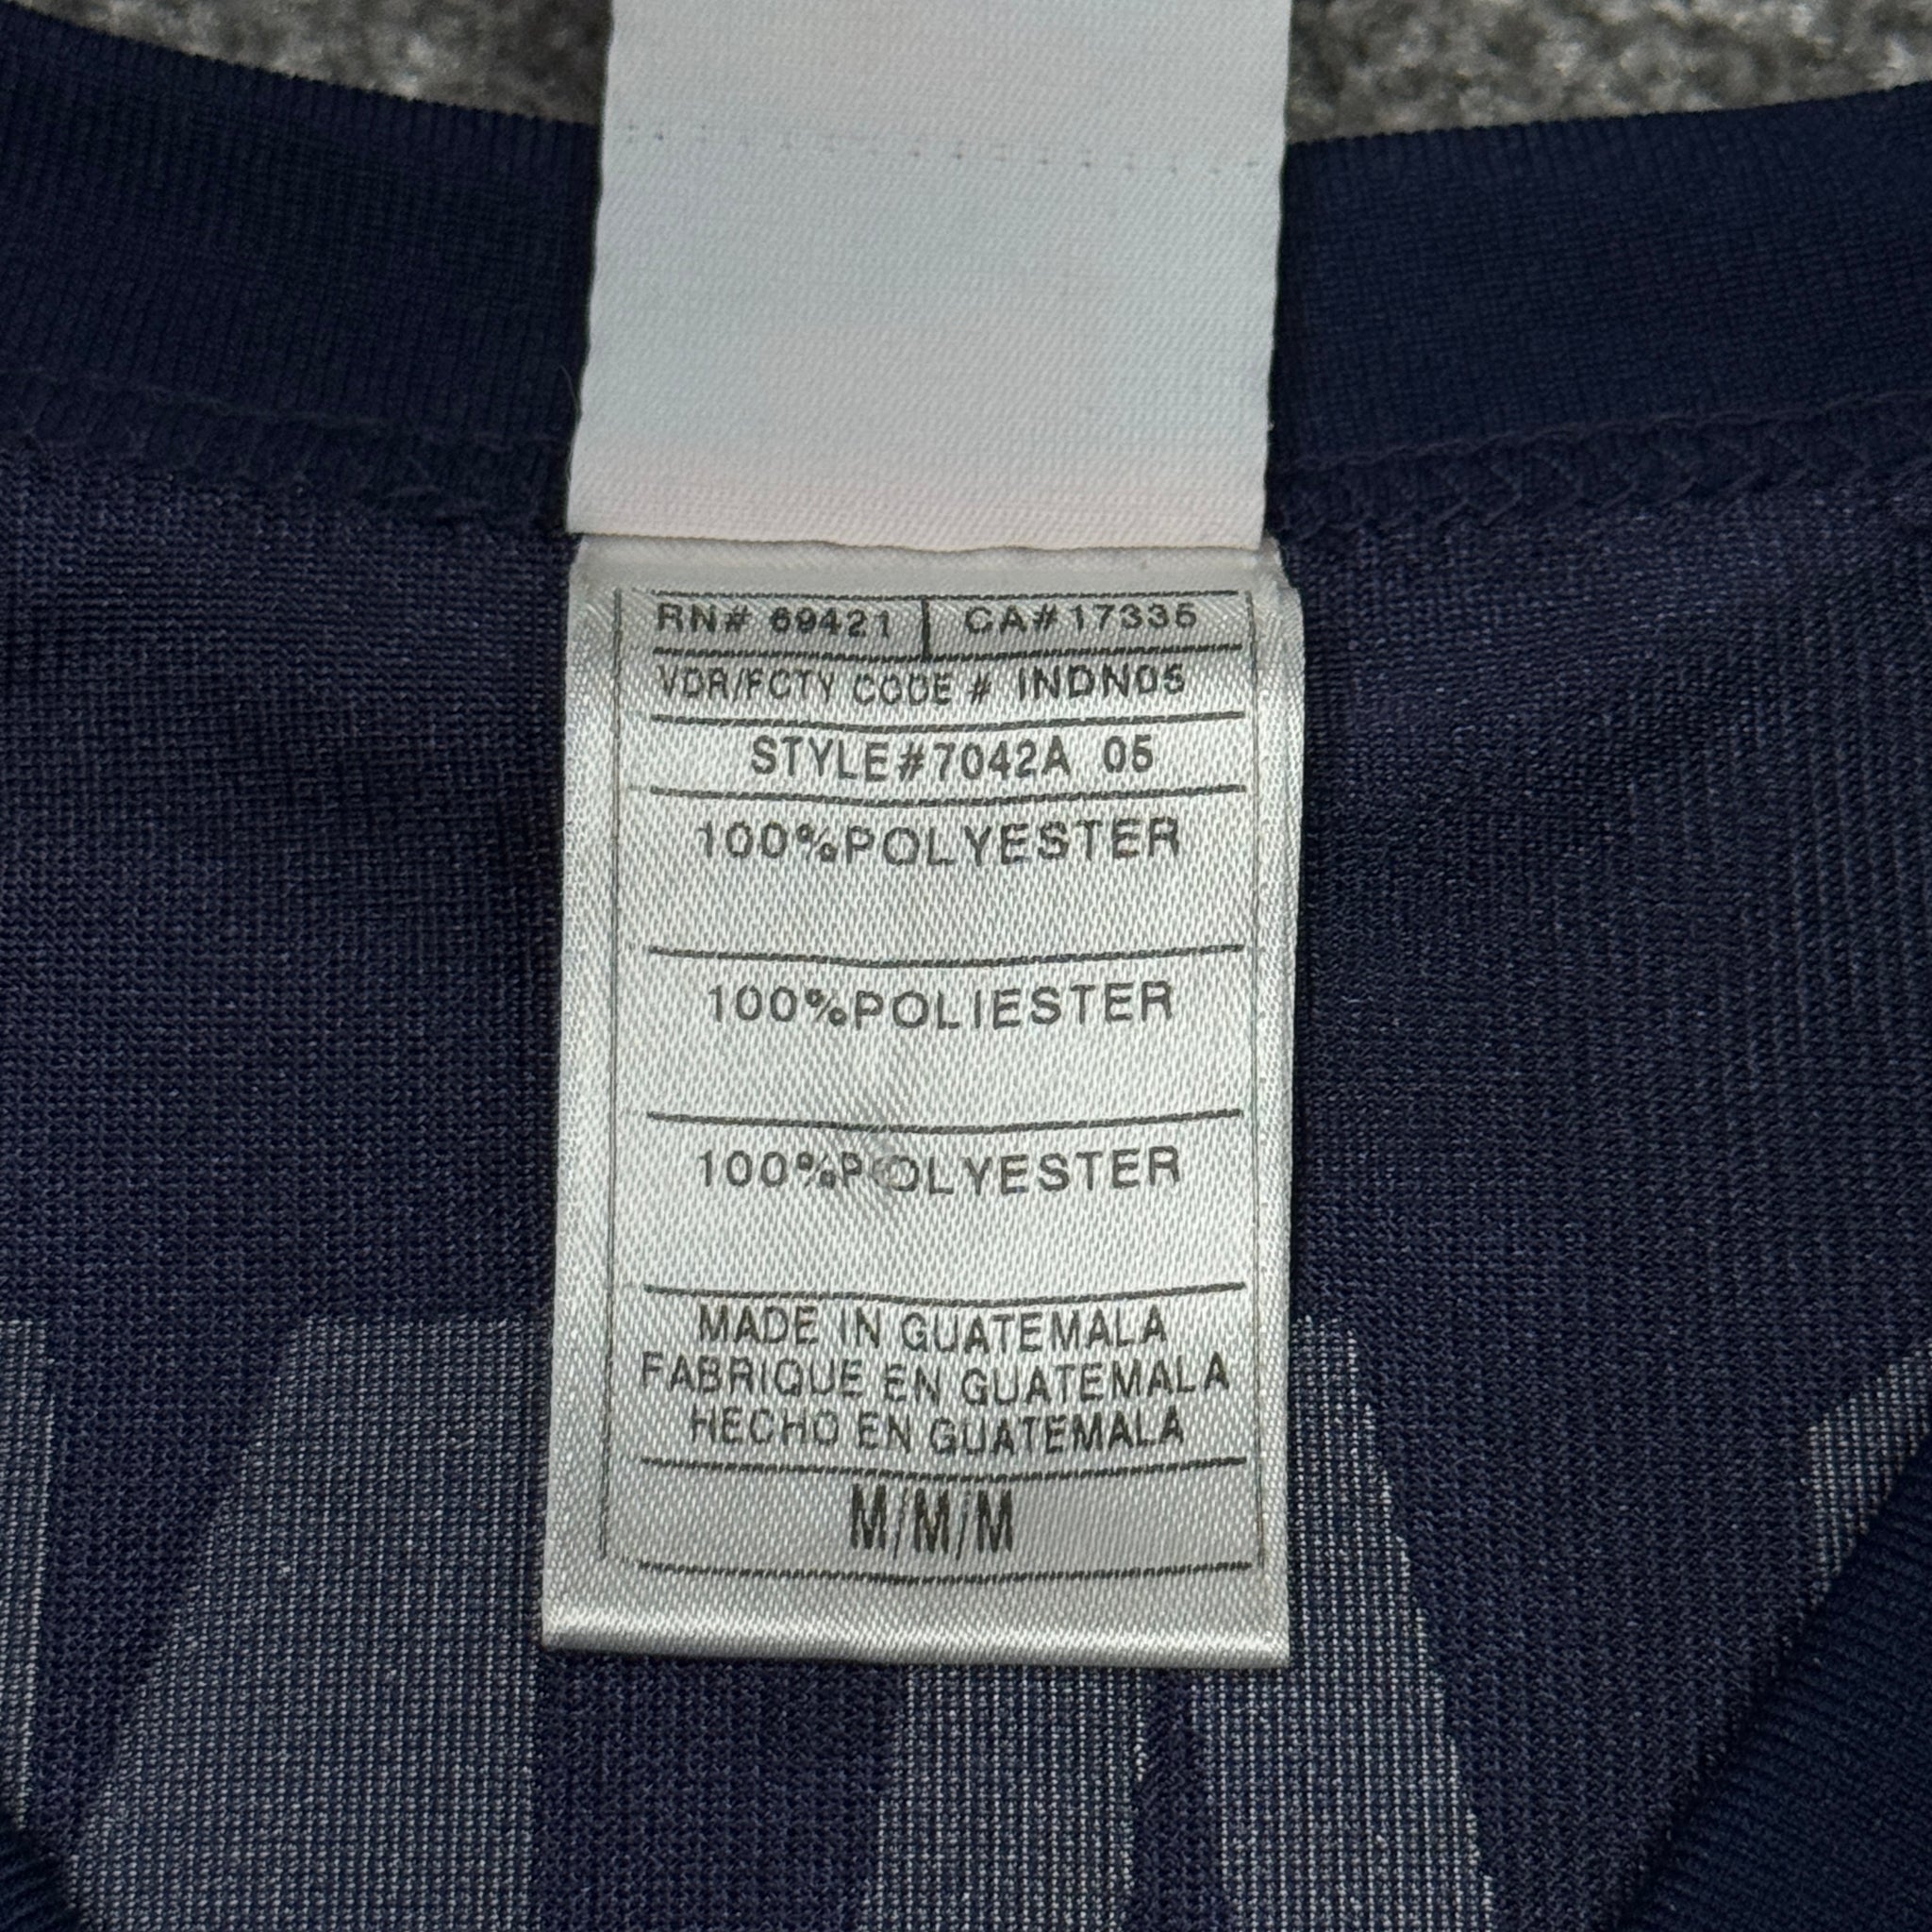 RN# 69421 | CA#17335
VDR/FCTY CODE # INDN05
STYLE#7042A 05
100%POLYESTER
100%POLIESTER
100%POLYESTER
MADE IN GUATEMALA
FABRIQUE EN GUATEMALA
HECHO EN GUATEMALA
M/M/M